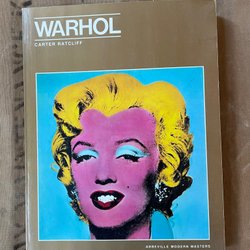 WARHOL
CARTER RATCLIFF
ABBEVILLE MODERN MASTERS